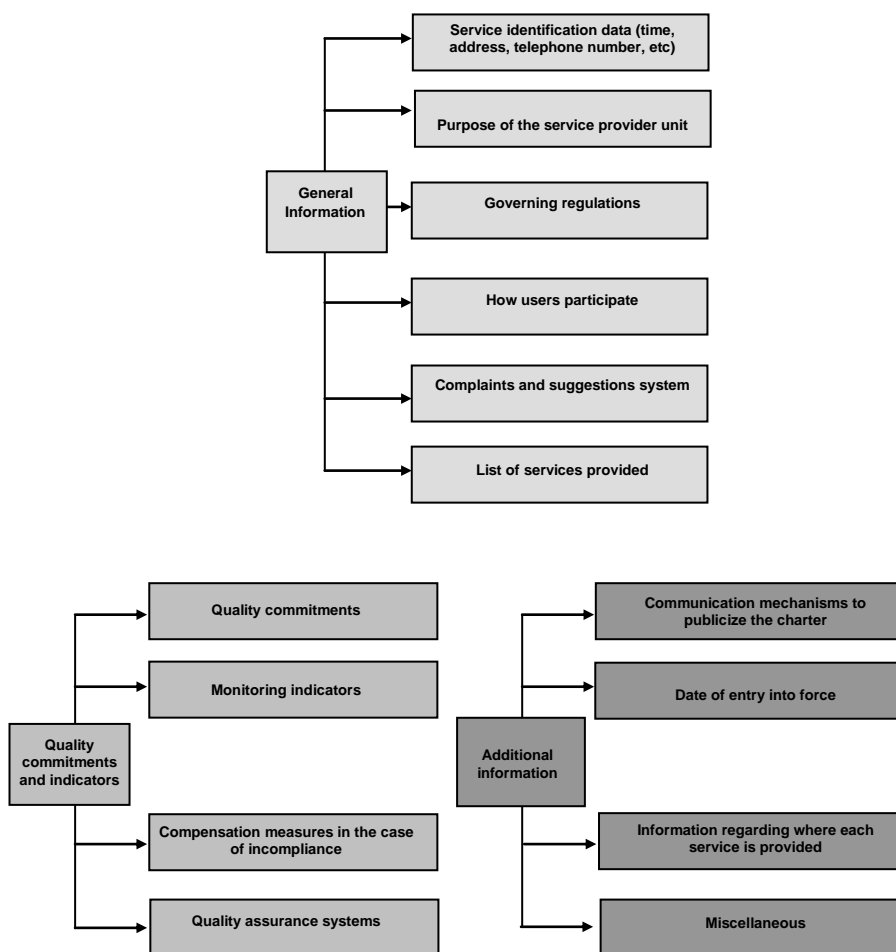 Service identification data (time,
address, telephone number, etc)
Purpose of the service provider unit
General
Information
Governing regulations
How users participate
Complaints and suggestions system
List of services provided
Quality commitments
Monitoring indicators
Quality
commitments
and indicators
Compensation measures in the case
of incompliance
Quality assurance systems
Communication mechanisms to
publicize the charter
Date of entry into force
Additional
information
Information regarding where each
service is provided
Miscellaneous